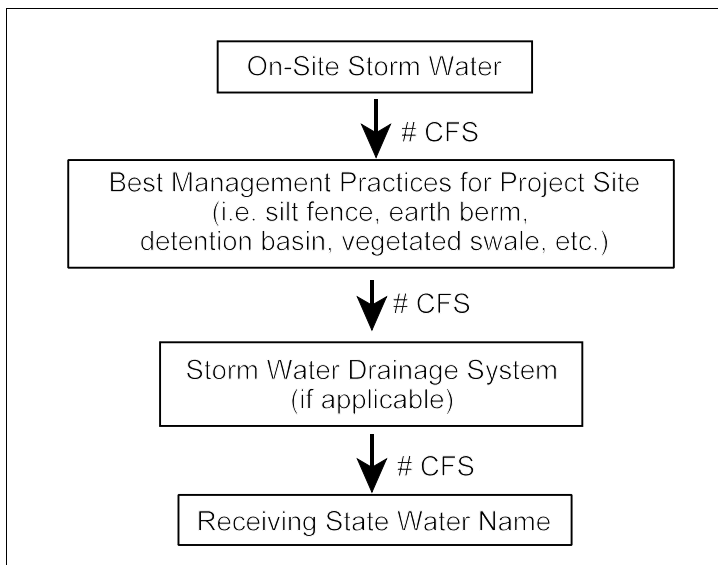 On-Site Storm Water
# CFS
Best Management Practices for Project Site
(i.e. silt fence, earth berm,
detention basin, vegetated swale, etc.)
# CFS
Storm Water Drainage System
(if applicable)
# CFS
Receiving State Water Name